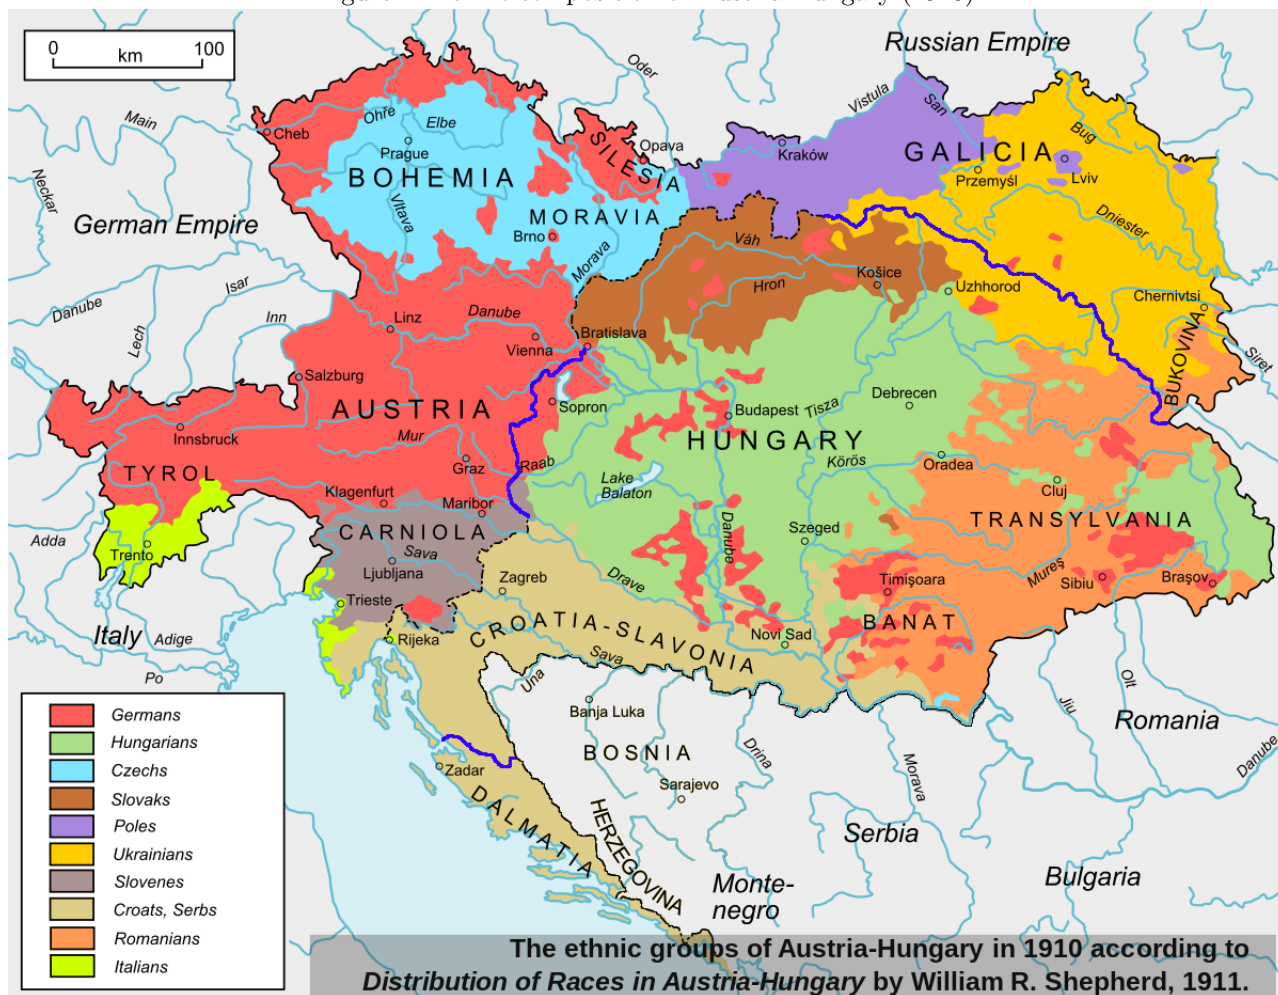 0 100
km
Russian Empire
Oder
Vistula
San
Main
Ohře
Elbe
Bug
Cheb
Opava
SILESIA
Prague
Kraków
GALICIA
Lviv
Przemyśl
BOHEMIA
Neckar
German Empire
Vltava
MORAVIA
Brno
Dniester
Váh
Morava
Košice
Hron
Uzhhorod
Isar
Danube
Inn
Lech
Linz
Danube
Bratislava
Vienna
Chernivtsi
BUKOVINA
Siret
Salzburg
AUSTRIA
Sopron
Budapest
Tisza
Debrecen
Innsbruck
Mur
HUNGARY
Graz
Raab
Körös
Oradea
TYROL
Lake
Balaton
Cluj
Klagenfurt
Maribor
CARNIOLA
Danube
Szeged
TRANSYLVANIA
Adda
Trento
Sava
Ljubljana
Zagreb
Drave
Timişoara
Mureş
Sibiu
Braşov
Trieste
Italy
Adige
Rijeka
CROATIA-SLAVONIA
Novi Sad
BANAT
Po
Sava
Una
Olt
Jiu
Banja Luka
BOSNIA
Drina
Romania
Morava
Danube
Zadar
Sarajevo
DALMATIA
HERZEGOVINA
Serbia
Monte-
negro
Bulgaria
Germans
Hungarians
Czechs
Slovaks
Poles
Ukrainians
Slovenes
Croats, Serbs
Romanians
Italians
The ethnic groups of Austria-Hungary in 1910 according to
Distribution of Races in Austria-Hungary by William R. Shepherd, 1911.